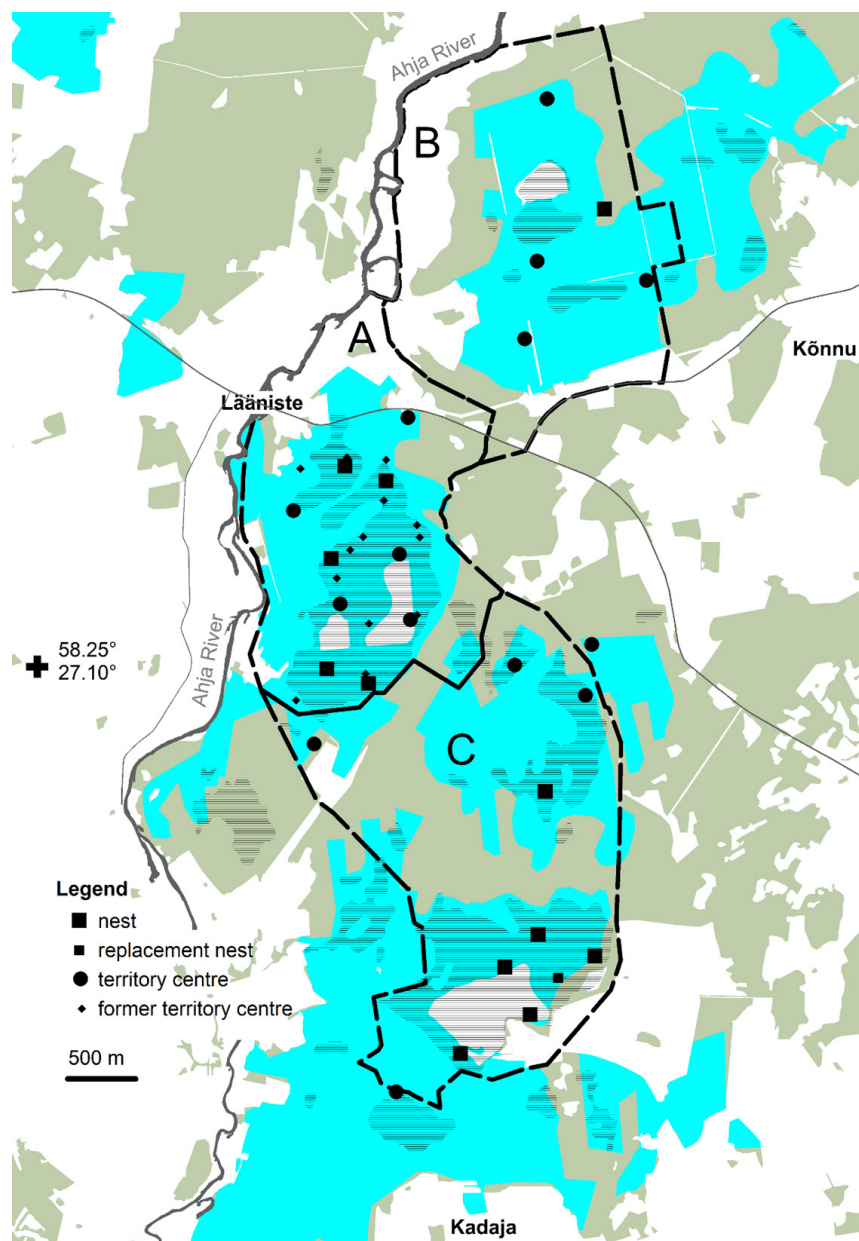 Ahja River
B
A
Kõnnu
Lääniste
58.25°
27.10°
Ahja River
C
Legend
nest
replacement nest
territory centre
former territory centre
500 m
Kadaja